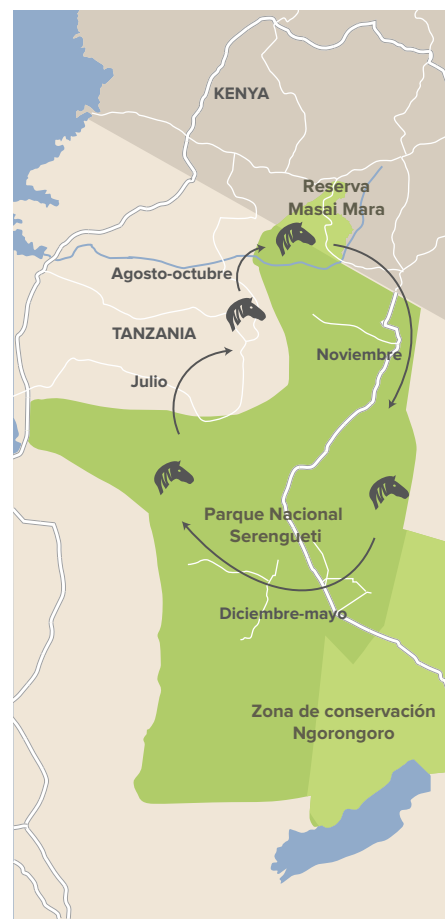 KENYA
Reserva
Masai Mara
Agosto-octubre
TANZANIA
Noviembre
Julio
Parque Nacional
Serengueti
Diciembre-mayo
Zona de conservación
Ngorongoro